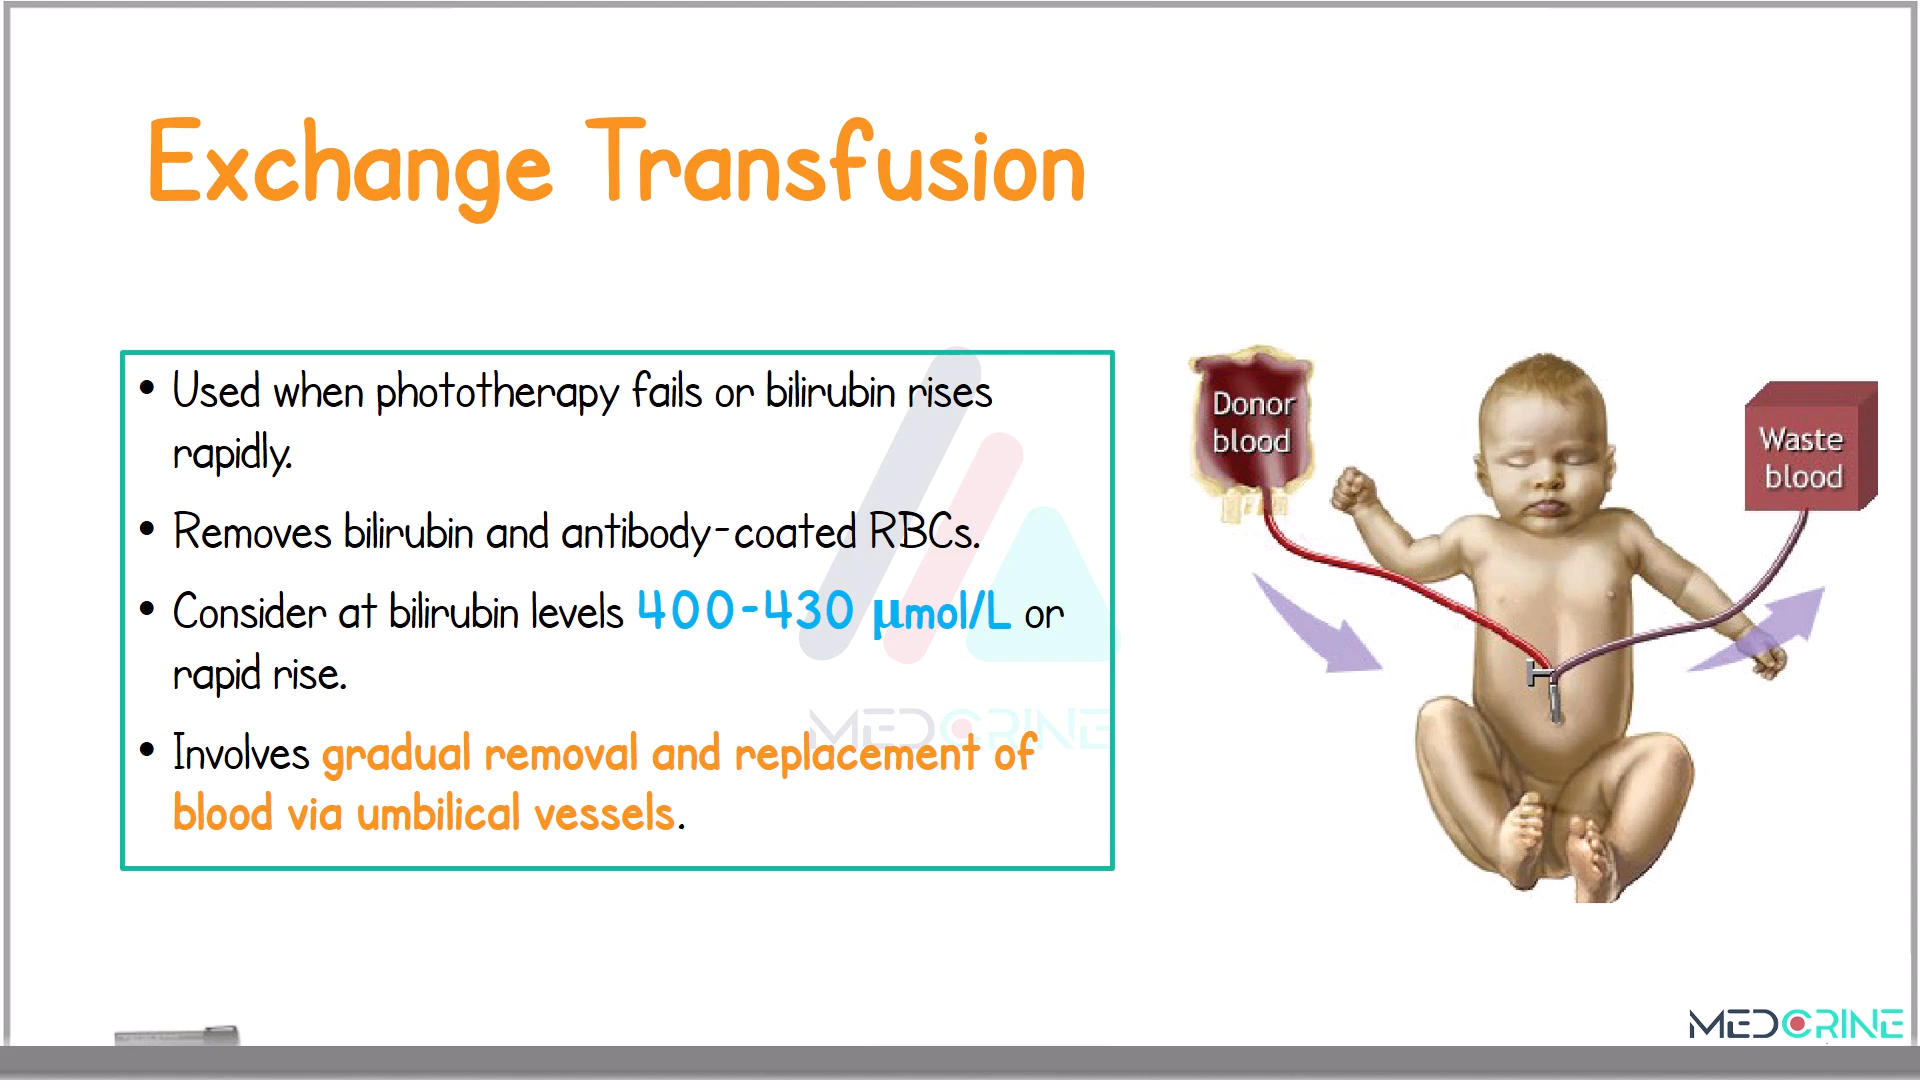 Exchange Transfusion
• Used when phototherapy fails or bilirubin rises
rapidly.
• Removes bilirubin and antibody-coated RBCs.
• Consider at bilirubin levels 400-430 µmol/L or
rapid rise.
• Involves gradual removal and replacement of
blood via umbilical vessels.
MEDCRINE
Donor
blood
Waste
blood
MEDCRINE